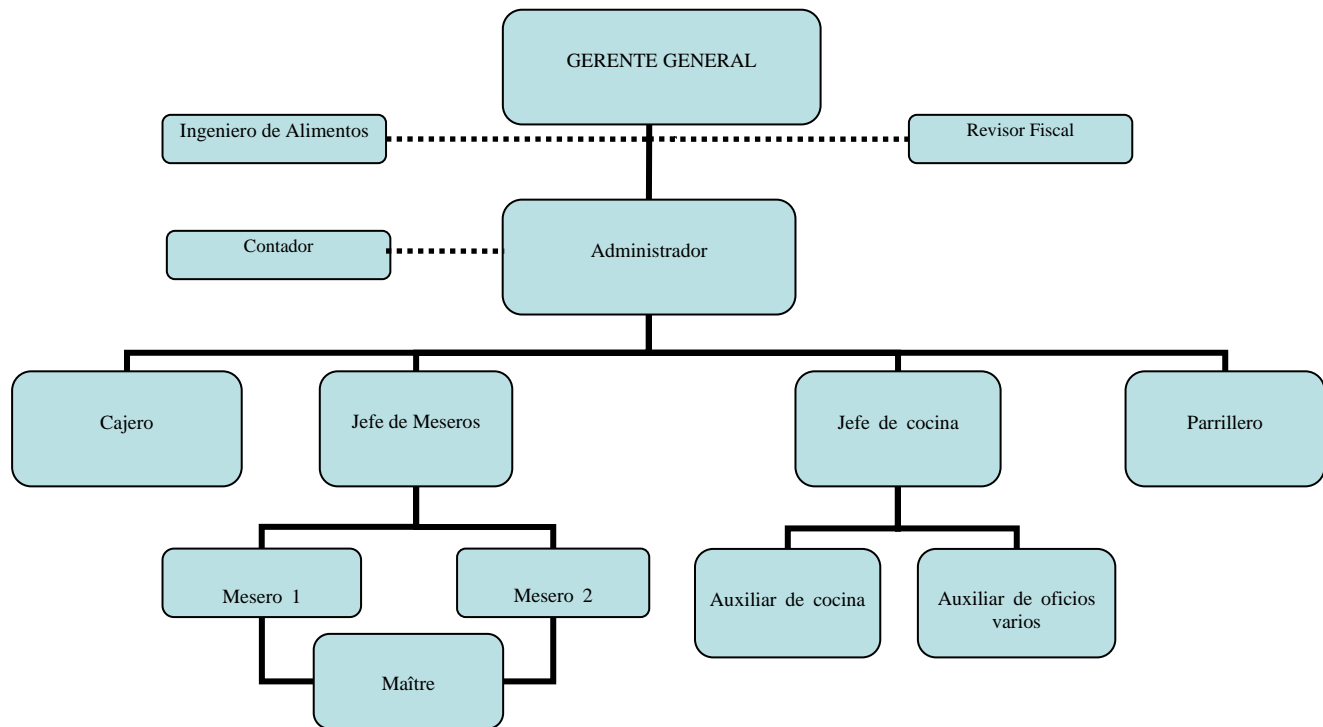 GERENTE GENERAL
Ingeniero de Alimentos
Revisor Fiscal
Contador
Administrador
Cajero
Jefe de Meseros
Jefe de cocina
Parrillero
Mesero 1
Mesero 2
Auxiliar de cocina
Auxiliar de oficios
varios
Maître